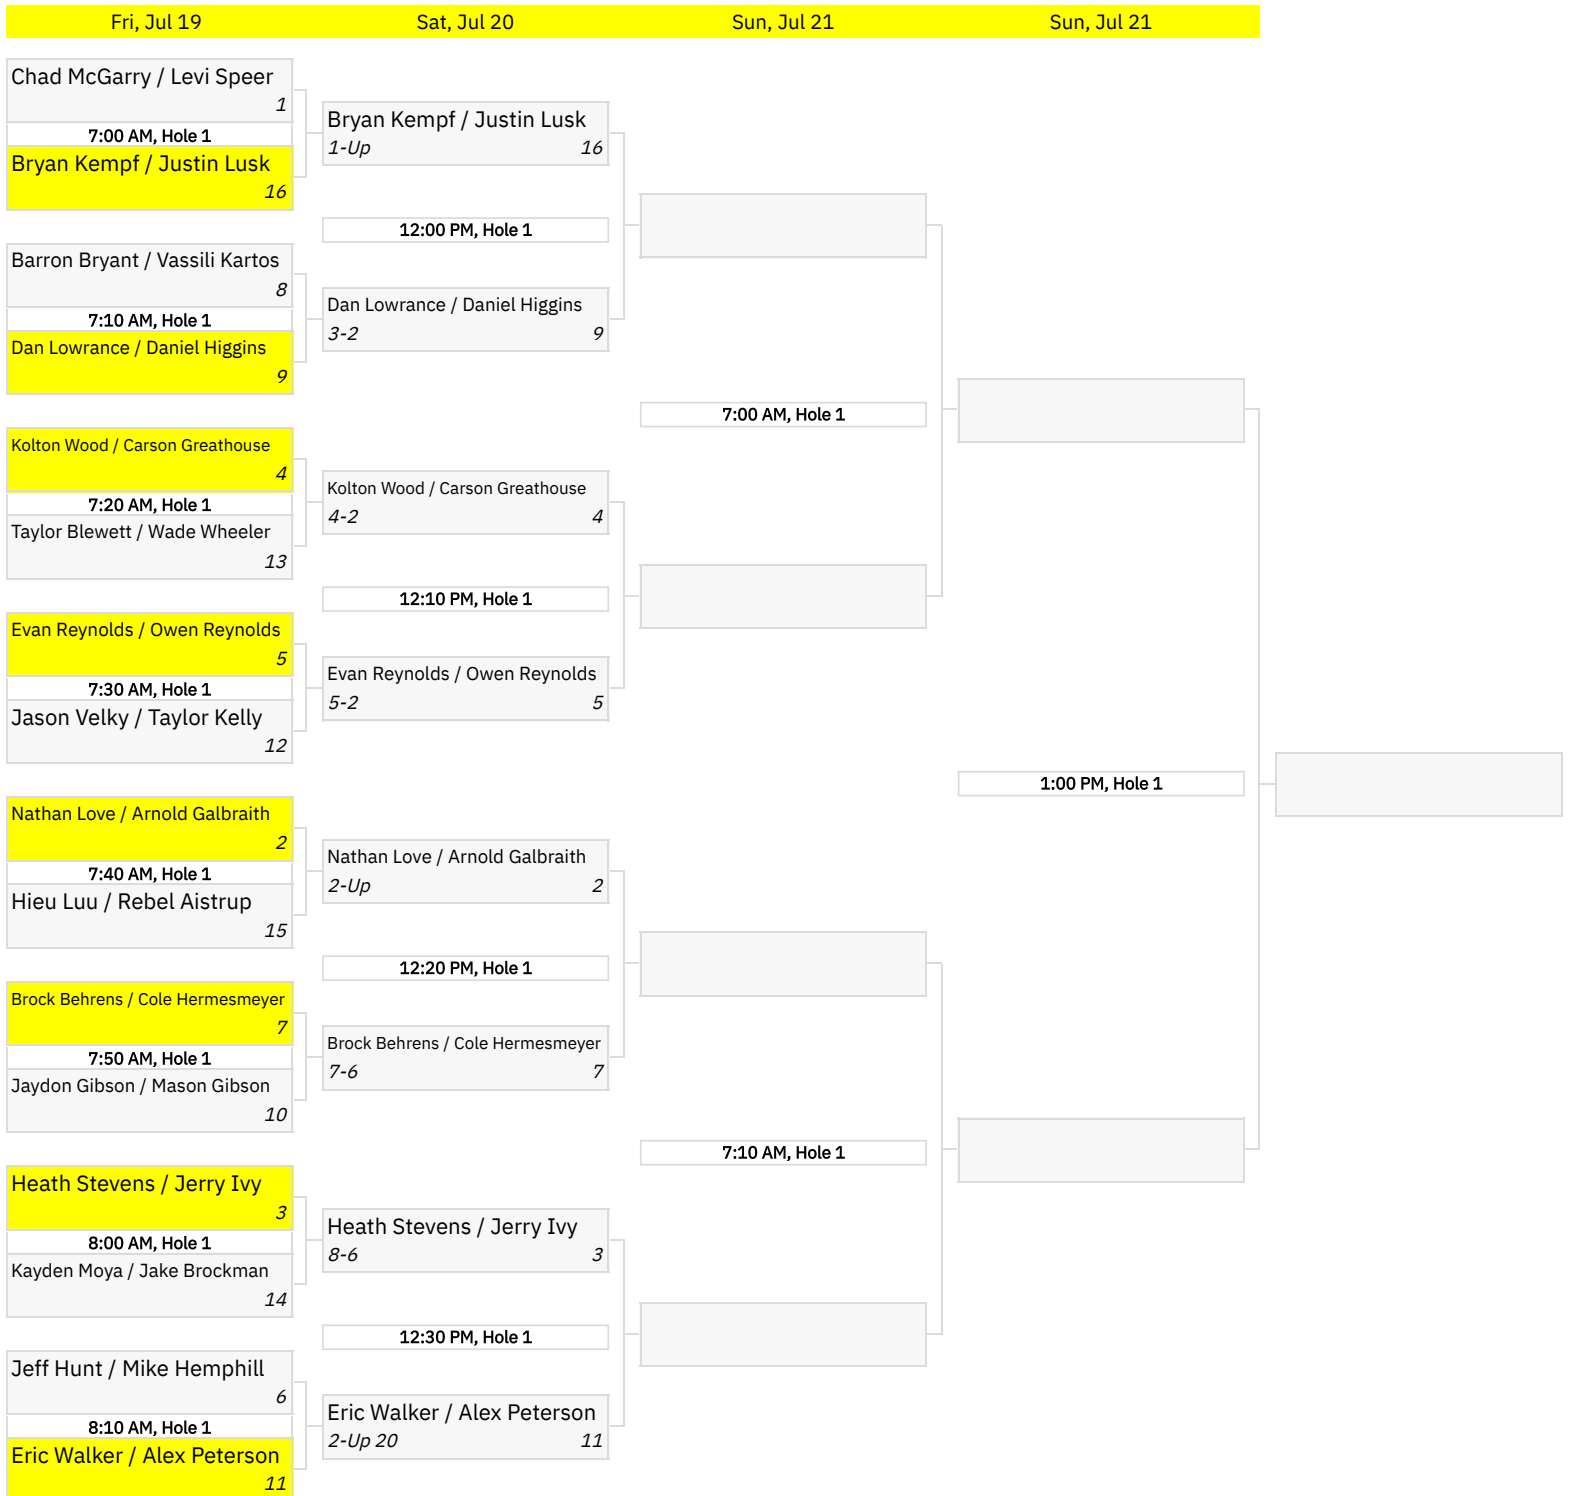 Fri, Jul 19
Sat, Jul 20
Sun, Jul 21
Sun, Jul 21
Chad McGarry / Levi Speer
1
7:00 AM, Hole 1
Bryan Kempf / Justin Lusk
16
Barron Bryant / Vassili Kartos
8
7:10 AM, Hole 1
Dan Lowrance / Daniel Higgins
9
Kolton Wood / Carson Greathouse
4
7:20 AM, Hole 1
Taylor Blewett / Wade Wheeler
13
Evan Reynolds / Owen Reynolds
5
7:30 AM, Hole 1
Jason Velky / Taylor Kelly
12
Nathan Love / Arnold Galbraith
2
7:40 AM, Hole 1
Hieu Luu / Rebel Aistrup
15
Brock Behrens / Cole Hermesmeyer
7
7:50 AM, Hole 1
Jaydon Gibson / Mason Gibson
10
Heath Stevens / Jerry Ivy
3
8:00 AM, Hole 1
Kayden Moya / Jake Brockman
14
Jeff Hunt / Mike Hemphill
6
8:10 AM, Hole 1
Eric Walker / Alex Peterson
11
Bryan Kempf / Justin Lusk
1-Up 16
12:00 PM, Hole 1
Dan Lowrance / Daniel Higgins
3-2 9
Kolton Wood / Carson Greathouse
4-2 4
12:10 PM, Hole 1
Evan Reynolds / Owen Reynolds
5-2 5
Nathan Love / Arnold Galbraith
2-Up 2
12:20 PM, Hole 1
Brock Behrens / Cole Hermesmeyer
7-6 7
Heath Stevens / Jerry Ivy
8-6 3
12:30 PM, Hole 1
Eric Walker / Alex Peterson
2-Up 20 11
7:00 AM, Hole 1
7:10 AM, Hole 1
1:00 PM, Hole 1